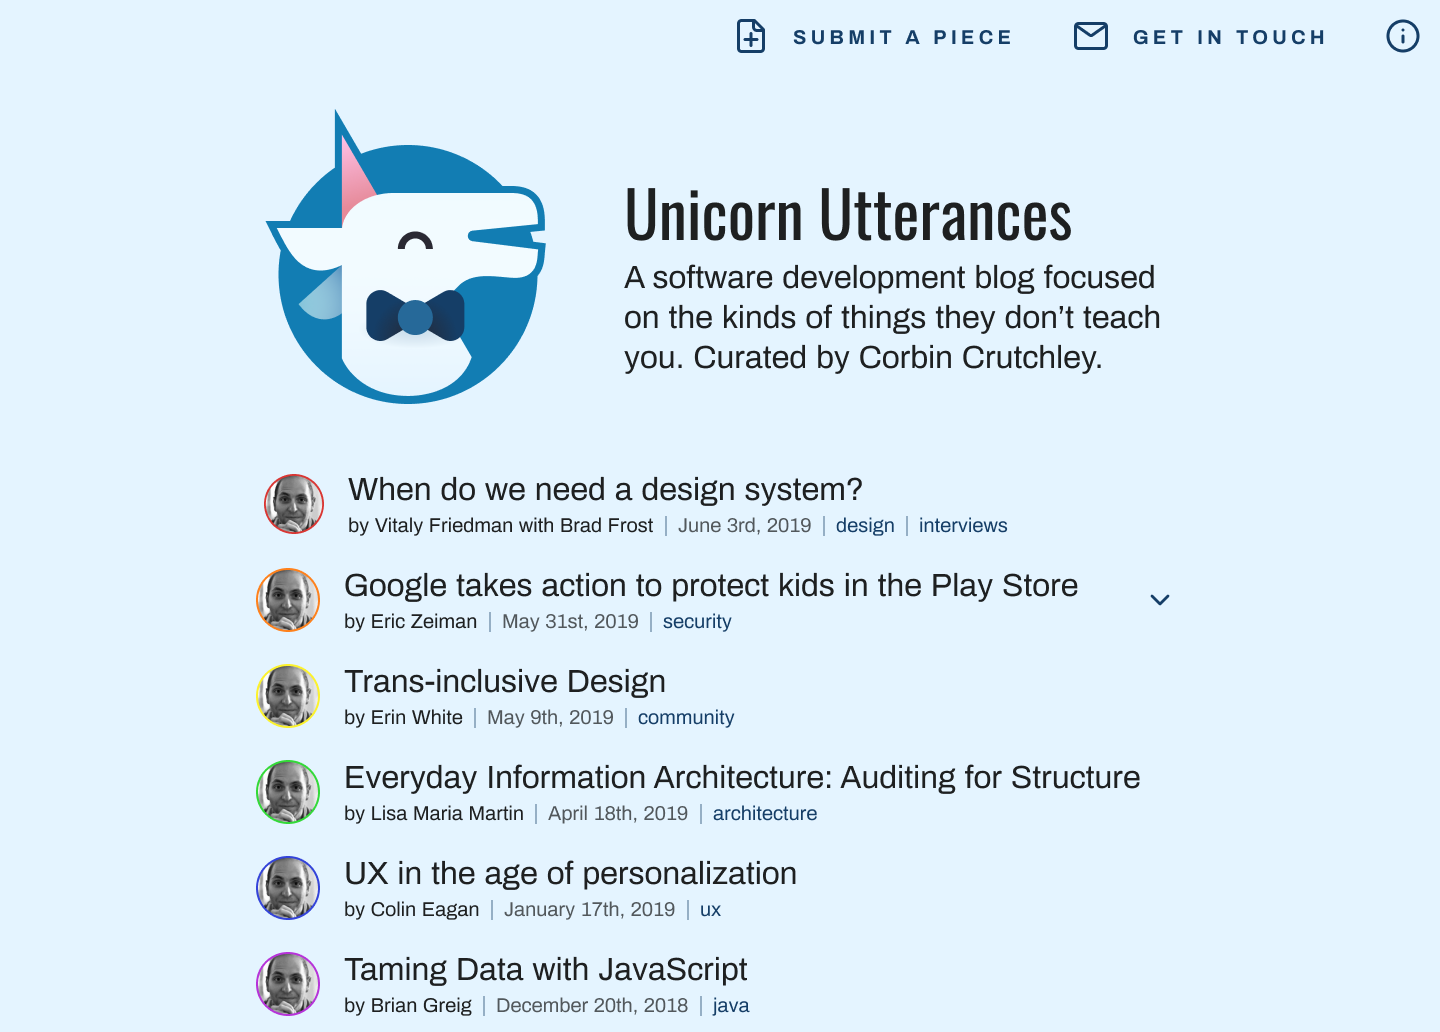 SUBMIT A PIECE GET IN TOUCH
Unicorn Utterances
A software development blog focused
on the kinds of things they don’t teach
you. Curated by Corbin Crutchley.
When do we need a design system?
by Vitaly Friedman with Brad Frost | June 3rd, 2019 | design | interviews
Google takes action to protect kids in the Play Store
by Eric Zeiman | May 31st, 2019 | security
Trans-inclusive Design
by Erin White | May 9th, 2019 | community
Everyday Information Architecture: Auditing for Structure
by Lisa Maria Martin | April 18th, 2019 | architecture
UX in the age of personalization
by Colin Eagan | January 17th, 2019 | ux
Taming Data with JavaScript
by Brian Greig | December 20th, 2018 | java